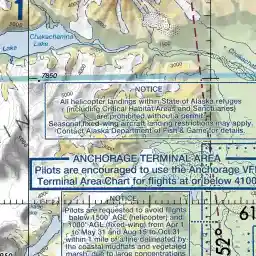 1
Chakachamna
Lake
Lake
7850
NOTICE
All helicopter landings within State of Alaska refuges
(including Critical Habitat Areas and Sanctuaries)
are prohibited without a permit.
Seasonal fixed-wing aircraft landing restrictions may apply.
Contact Alaska Department of Fish & Game for details.
ANCHORAGE TERMINAL AREA
Pilots are encouraged to use the Anchorage VF
Terminal Area Chart for flights at or below 4100
NOTICE
Pilots are requested to avoid flights
below 1500' AGL (helicopter) and
1000' AGL (fixed-wing) from Apr 1
to May 31 and Aug 15 to Oct 31
within 1 mile of a line delineated by
the coastal mudflats and vegetated
marsh, due to large concentrations
61
52°